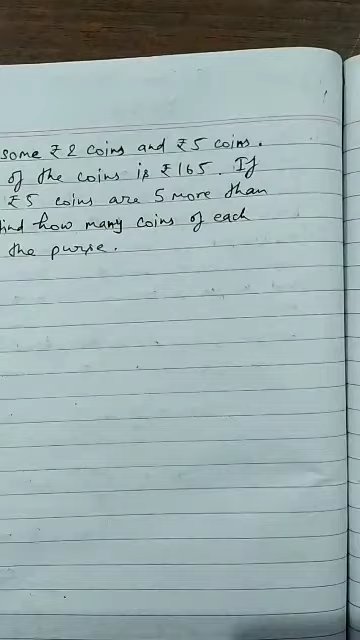 some ₹2 coins and ₹5 coins.
of the coins is ₹165. If
₹5 coins are 5 more than
find how many coins of each
the purse.